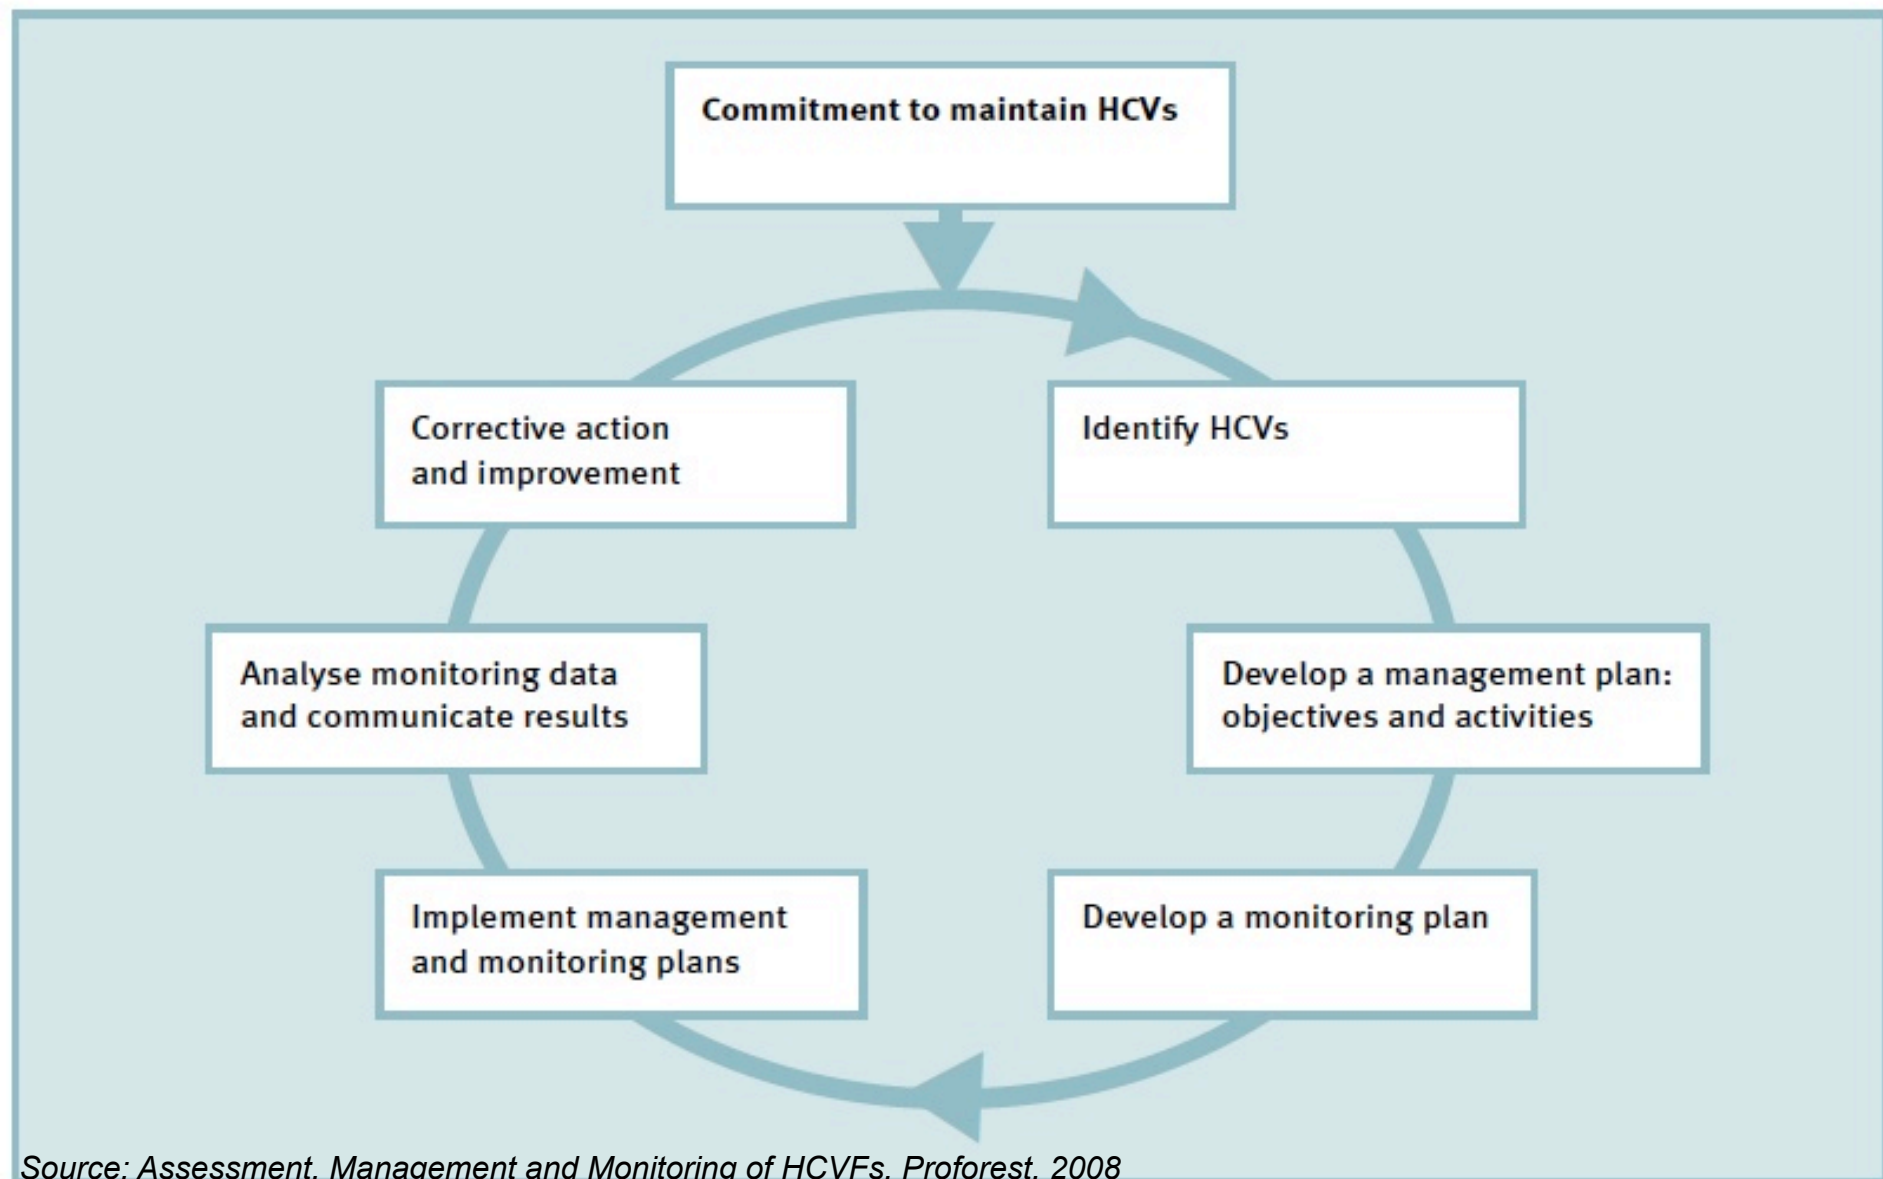 Commitment to maintain HCVs
Identify HCVs
Develop a management plan:
objectives and activities
Develop a monitoring plan
Implement management
and monitoring plans
Analyse monitoring data
and communicate results
Corrective action
and improvement
Source: Assessment, Management and Monitoring of HCVFs, Proforest, 2008